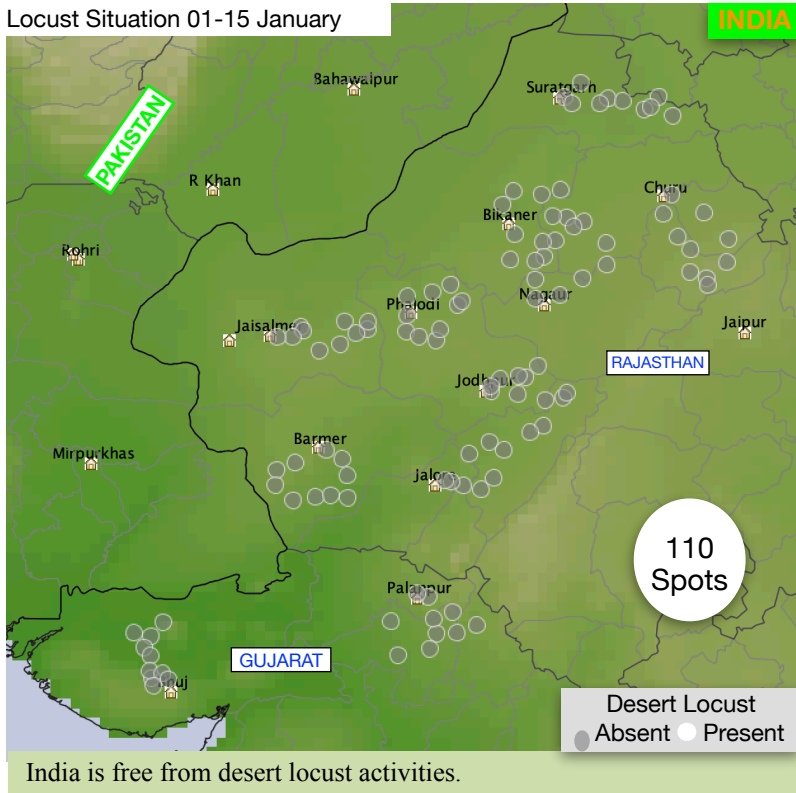 Locust Situation 01-15 January
INDIA
Bahawalpur
Suratgarh
PAKISTAN
R Khan
Churu
Bikaner
Rohri
Phalodi
Nagaur
Jaisalmer
Jaipur
RAJASTHAN
Jodhpur
Barmer
Mirpurkhas
Jalore
110
Spots
Palanpur
GUJARAT
Bhuj
Desert Locust
Absent
Present
India is free from desert locust activities.